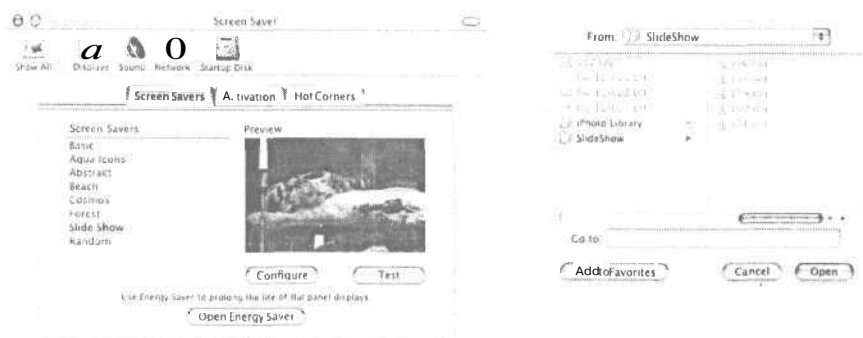 Screen Saver
Show All Displays Sound Network Startup Disk
Screen Savers A. tivation Hot Corners
Screen Savers
Basic
Aqua Icons
Abstract
Beach
Cosmos
Forest
Slide Show
Random
Preview
Configure Test
Use Energy Saver to prolong the life of flat panel displays
Open Energy Saver
From: SlideShow
iPhoto Library
SlideShow
Go to:
Add to Favorites Cancel Open